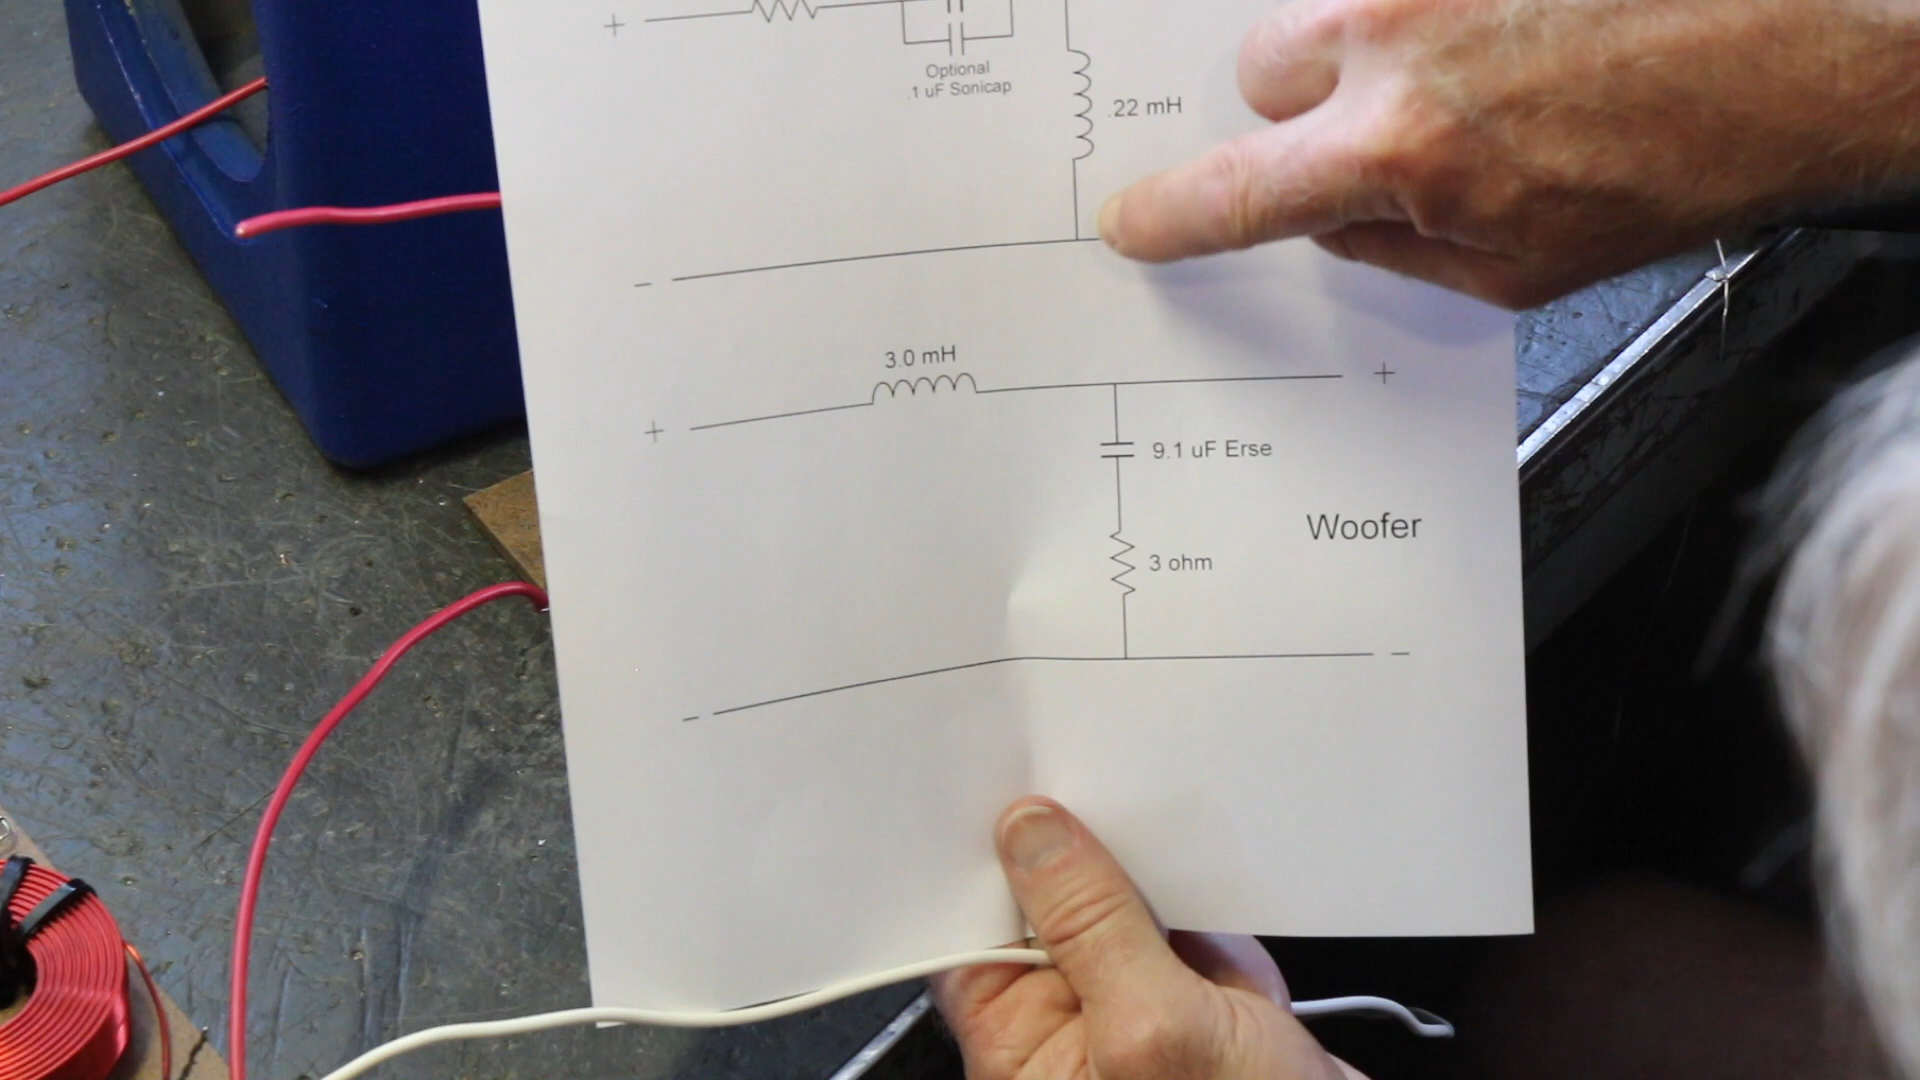 +
Optional
.1 uF Sonicap
.22 mH
–
3.0 mH
+
+
9.1 uF Erse
Woofer
3 ohm
–
–